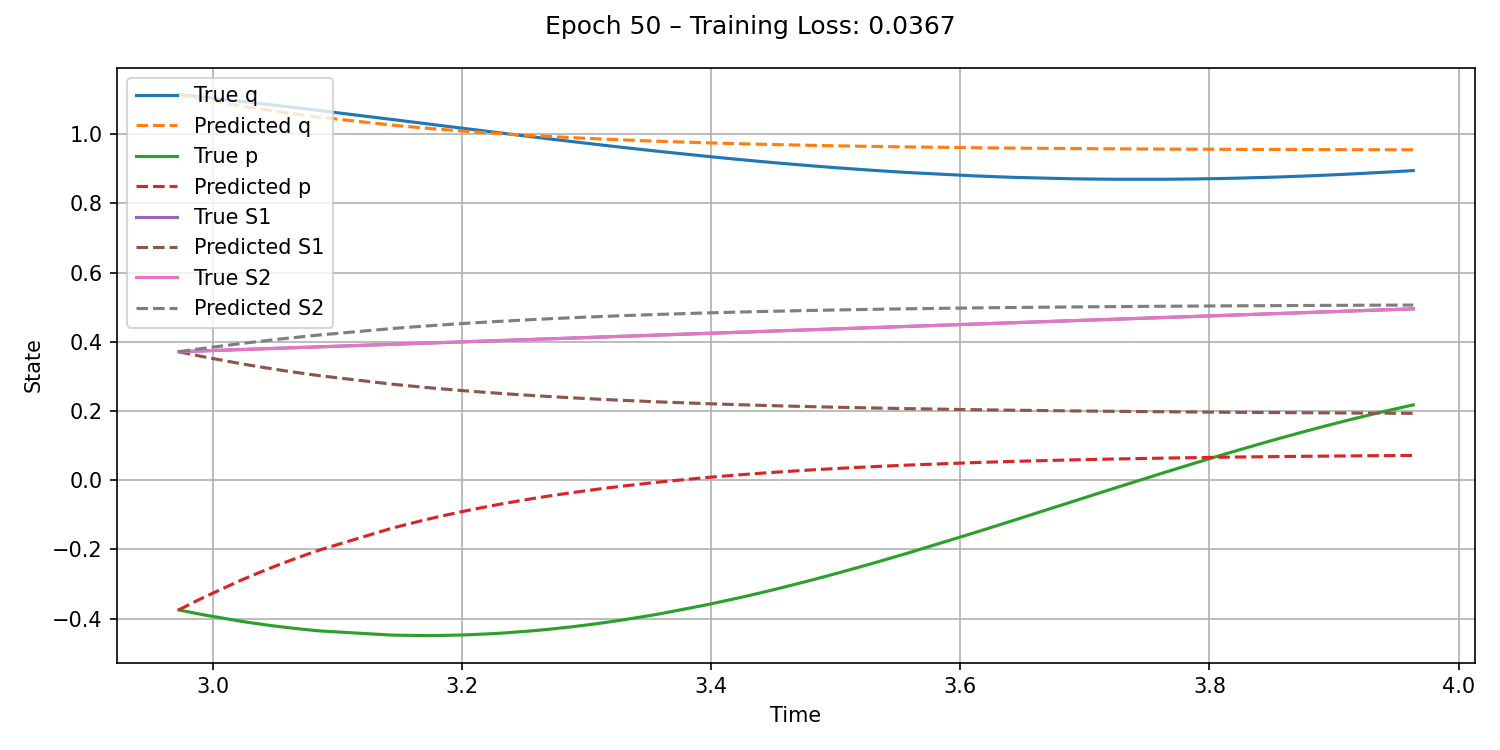 Epoch 50 – Training Loss: 0.0367
True q
Predicted q
True p
Predicted p
True S1
Predicted S1
True S2
Predicted S2
State
1.0
0.8
0.6
0.4
0.2
0.0
−0.2
−0.4
3.0 3.2 3.4 3.6 3.8 4.0
Time